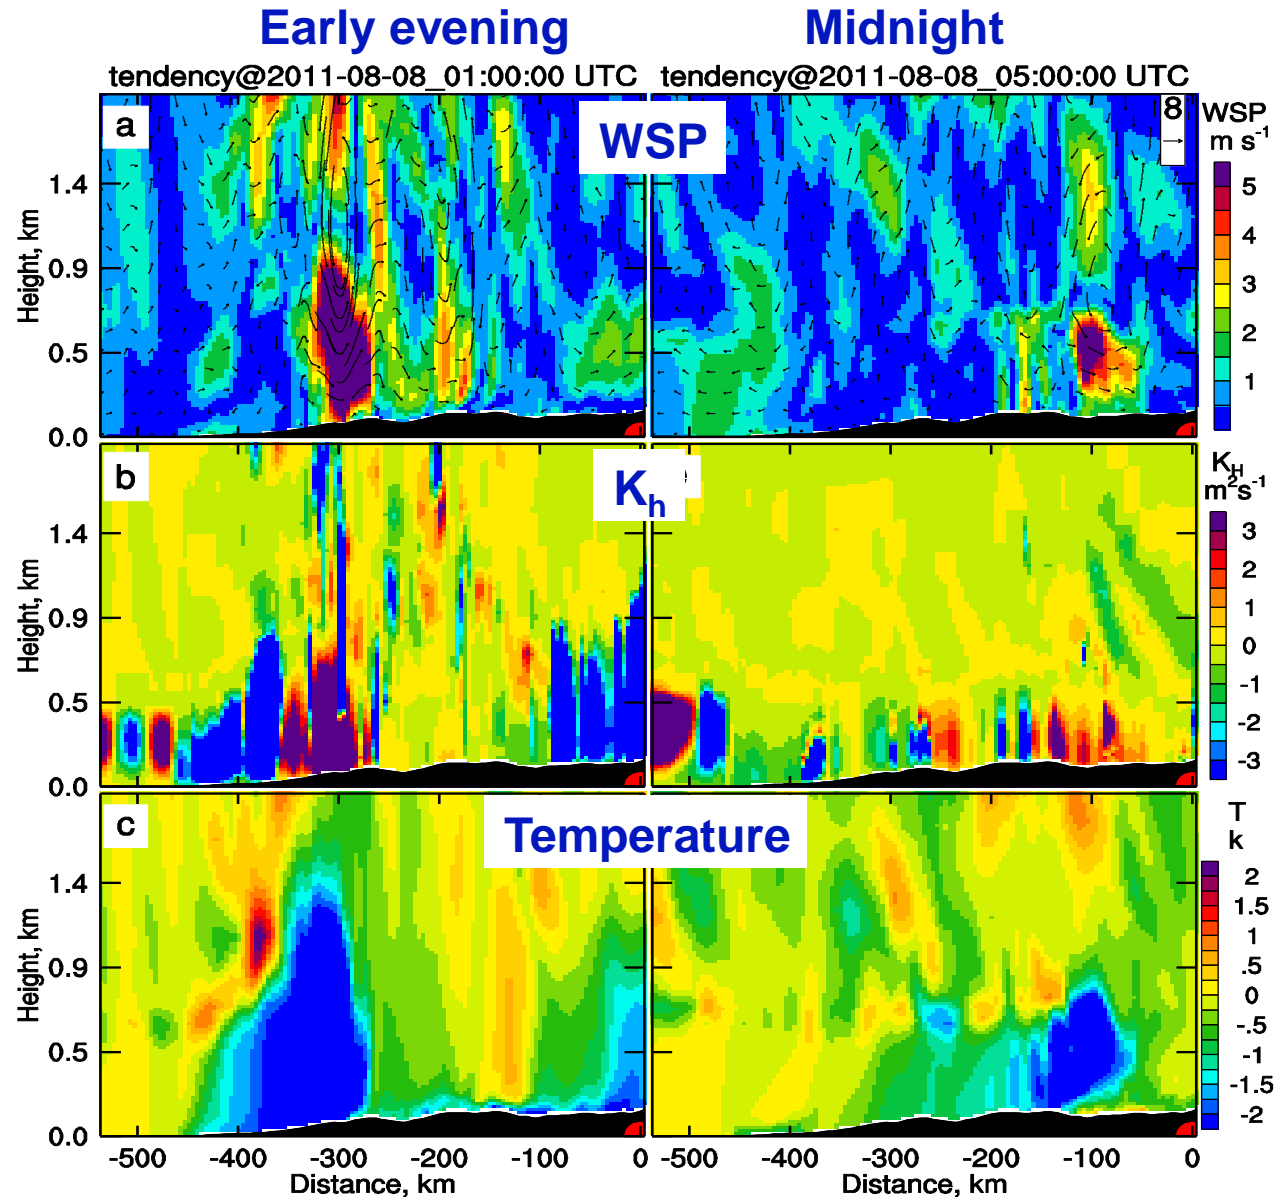 Early evening
Midnight
tendency@2011-08-08_01:00:00 UTC
tendency@2011-08-08_05:00:00 UTC
a
WSP
8
WSP
m s-1
5
4
3
2
1
Height, km
1.4
0.9
0.5
0.0
b
Kh
KH
m2s-1
3
2
1
0
-1
-2
-3
Height, km
1.4
0.9
0.5
0.0
c
Temperature
T
k
2
1.5
1
.5
0
-.5
-1
-1.5
-2
Height, km
1.4
0.9
0.5
0.0
-500 -400 -300 -200 -100 0
-500 -400 -300 -200 -100 0
Distance, km
Distance, km